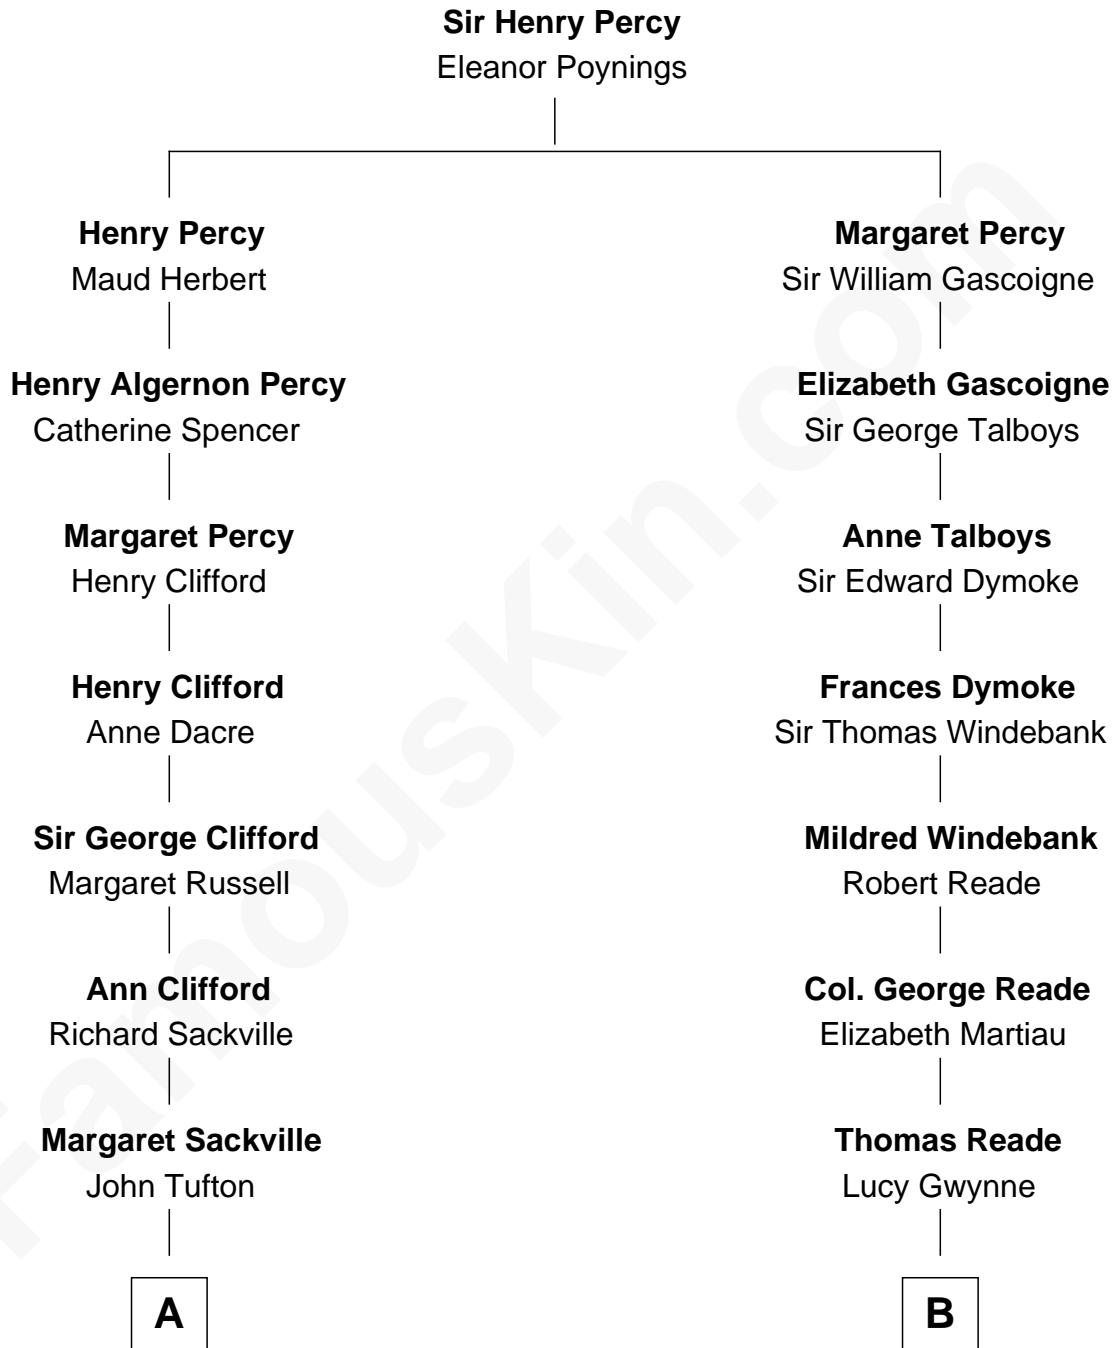 Sir Henry Percy
Eleanor Poynings
Henry Percy
Maud Herbert
Margaret Percy
Sir William Gascoigne
Henry Algernon Percy
Catherine Spencer
Elizabeth Gascoigne
Sir George Talboys
Margaret Percy
Henry Clifford
Anne Talboys
Sir Edward Dymoke
Henry Clifford
Anne Dacre
Frances Dymoke
Sir Thomas Windebank
Sir George Clifford
Margaret Russell
Mildred Windebank
Robert Reade
Ann Clifford
Richard Sackville
Col. George Reade
Elizabeth Martiau
Margaret Sackville
John Tufton
Thomas Reade
Lucy Gwynne
A
B
FamousKin.com